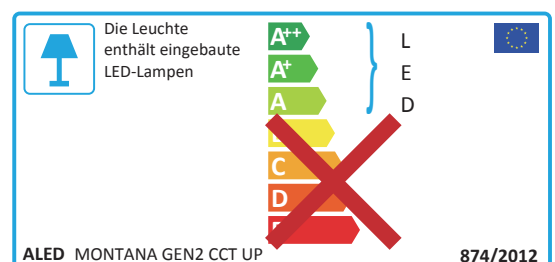 Die Leuchte
enthält eingebaute
LED-Lampen
A++
A+
A
C
D
L
E
D
ALED MONTANA GEN2 CCT UP
874/2012